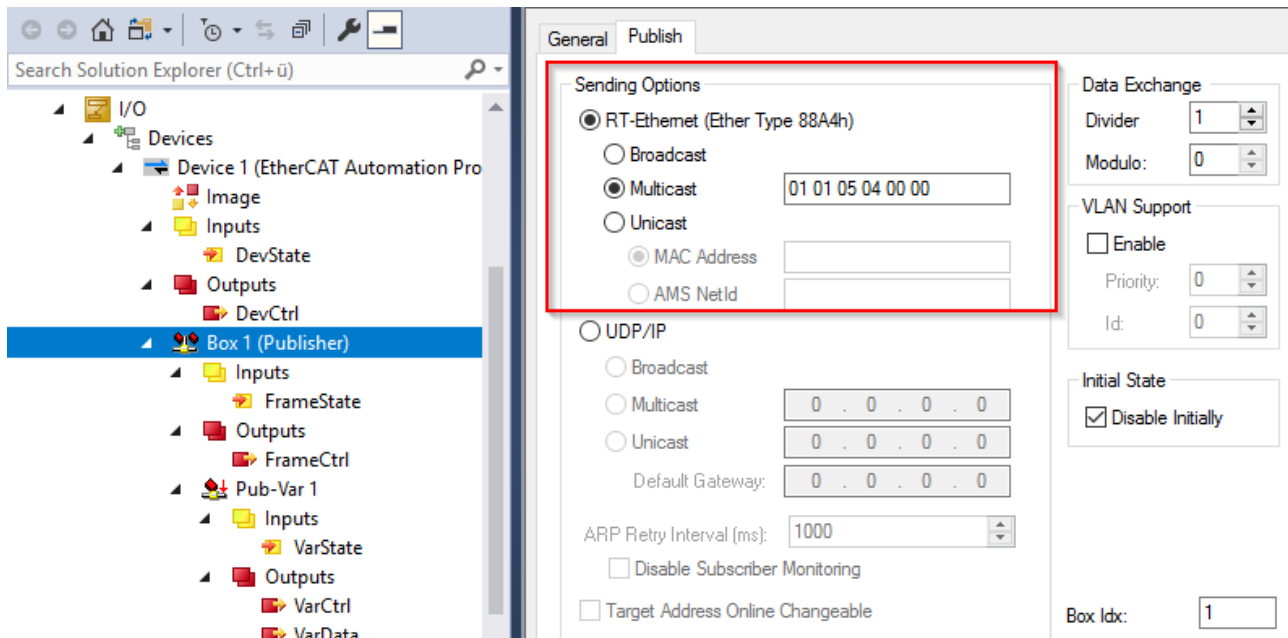 Search Solution Explorer (Ctrl+ü)
I/O
Devices
Device 1 (EtherCAT Automation Pro
Image
Inputs
DevState
Outputs
DevCtrl
Box 1 (Publisher)
Inputs
FrameState
Outputs
FrameCtrl
Pub-Var 1
Inputs
VarState
Outputs
VarCtrl
VarData
General Publish
Sending Options
RT-Ethernet (Ether Type 88A4h)
Broadcast
Multicast 01 01 05 04 00 00
Unicast
MAC Address
AMS NetId
UDP/IP
Broadcast
Multicast 0 . 0 . 0 . 0
Unicast 0 . 0 . 0 . 0
Default Gateway: 0 . 0 . 0 . 0
ARP Retry Interval (ms): 1000
Disable Subscriber Monitoring
Target Address Online Changeable
Data Exchange
Divider 1
Modulo: 0
VLAN Support
Enable
Priority: 0
Id: 0
Initial State
Disable Initially
Box Idx: 1